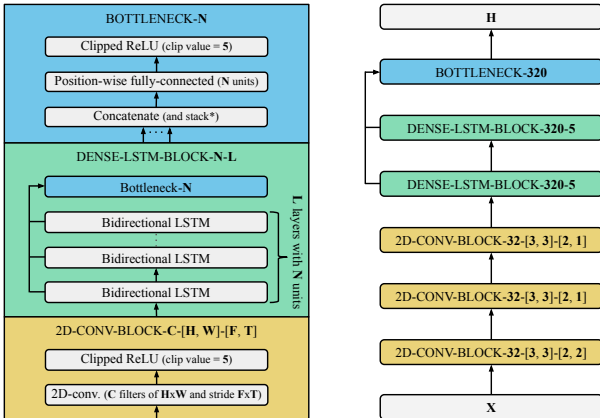 BOTTLENECK-N
Clipped ReLU (clip value = 5)
Position-wise fully-connected (N units)
Concatenate (and stack*)
· · ·
DENSE-LSTM-BLOCK-N-L
Bottleneck-N
Bidirectional LSTM
⋮
Bidirectional LSTM
Bidirectional LSTM
L layers with N
units
2D-CONV-BLOCK-C-[H, W]-[F, T]
Clipped ReLU (clip value = 5)
2D-conv. (C filters of HxW and stride FxT)
H
BOTTLENECK-320
DENSE-LSTM-BLOCK-320-5
DENSE-LSTM-BLOCK-320-5
2D-CONV-BLOCK-32-[3, 3]-[2, 1]
2D-CONV-BLOCK-32-[3, 3]-[2, 1]
2D-CONV-BLOCK-32-[3, 3]-[2, 2]
X